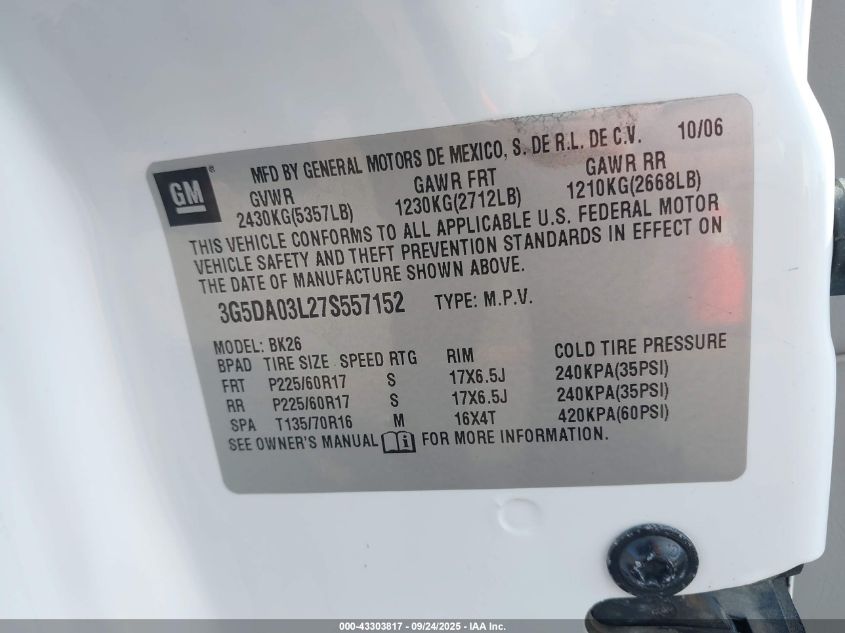 GM ®
MFD BY GENERAL MOTORS DE MEXICO, S. DE R.L. DE C.V. 10/06
GVWR GAWR FRT GAWR RR
2430KG(5357LB) 1230KG(2712LB) 1210KG(2668LB)
THIS VEHICLE CONFORMS TO ALL APPLICABLE U.S. FEDERAL MOTOR
VEHICLE SAFETY AND THEFT PREVENTION STANDARDS IN EFFECT ON
THE DATE OF MANUFACTURE SHOWN ABOVE.
3G5DA03L27S557152 TYPE: M.P.V.
MODEL: BK26
BPAD TIRE SIZE SPEED RTG RIM COLD TIRE PRESSURE
FRT P225/60R17 S 17X6.5J 240KPA(35PSI)
RR P225/60R17 S 17X6.5J 240KPA(35PSI)
SPA T135/70R16 M 16X4T 420KPA(60PSI)
SEE OWNER'S MANUAL FOR MORE INFORMATION.
000-43303817 - 09/24/2025 - IAA Inc.